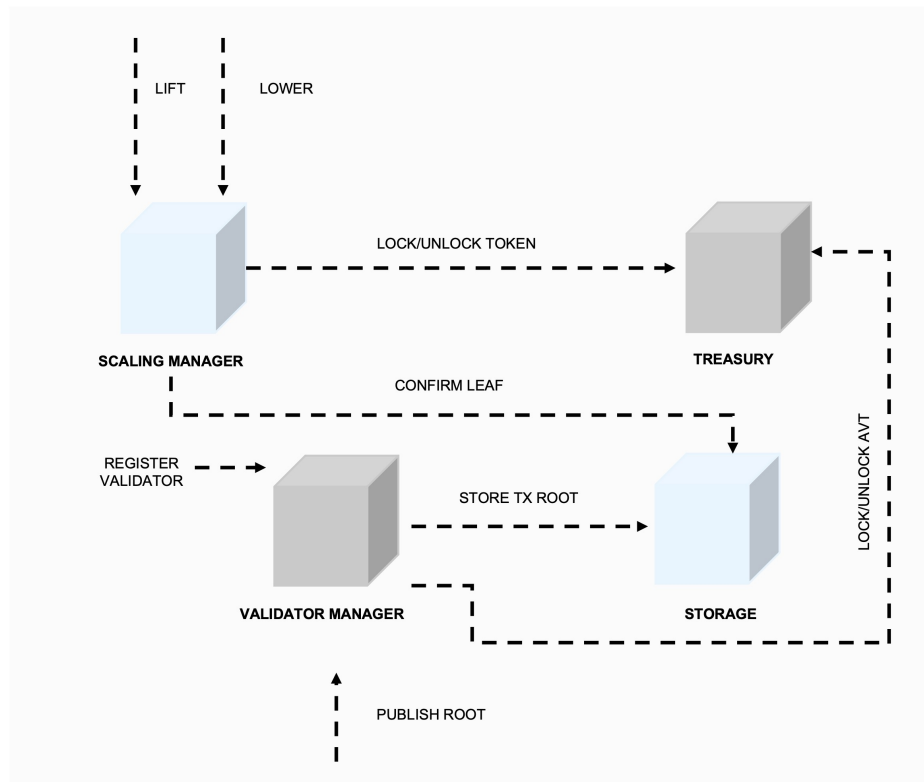 LIFT
LOWER
LOCK/UNLOCK TOKEN
SCALING MANAGER
TREASURY
CONFIRM LEAF
REGISTER
VALIDATOR
STORE TX ROOT
LOCK/UNLOCK AVT
VALIDATOR MANAGER
STORAGE
PUBLISH ROOT